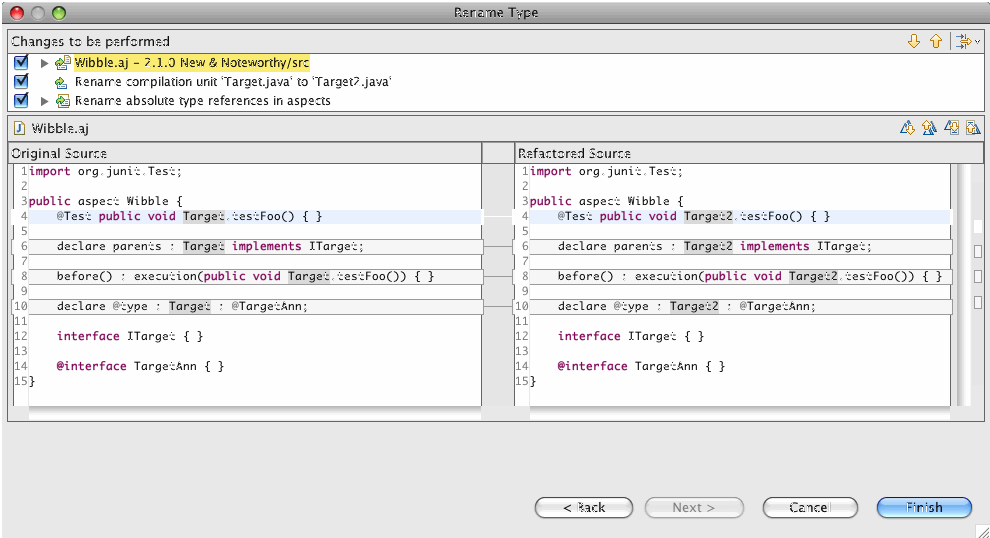 Rename Type
Changes to be performed
Wibble.aj - 2.1.0 New & Noteworthy/src
Rename compilation unit 'Target.java' to 'Target2.java'
Rename absolute type references in aspects
Wibble.aj
Original Source
1 import org.junit.Test;
2
3 public aspect Wibble {
4 @Test public void Target.testFoo() { }
5
6 declare parents : Target implements ITarget;
7
8 before() : execution(public void Target.testFoo()) { }
9
10 declare @type : Target : @TargetAnn;
11
12 interface ITarget { }
13
14 @interface TargetAnn { }
15 }
Refactored Source
1 import org.junit.Test;
2
3 public aspect Wibble {
4 @Test public void Target2.testFoo() { }
5
6 declare parents : Target2 implements ITarget;
7
8 before() : execution(public void Target2.testFoo()) { }
9
10 declare @type : Target2 : @TargetAnn;
11
12 interface ITarget { }
13
14 @interface TargetAnn { }
15 }
< Back
Next >
Cancel
Finish